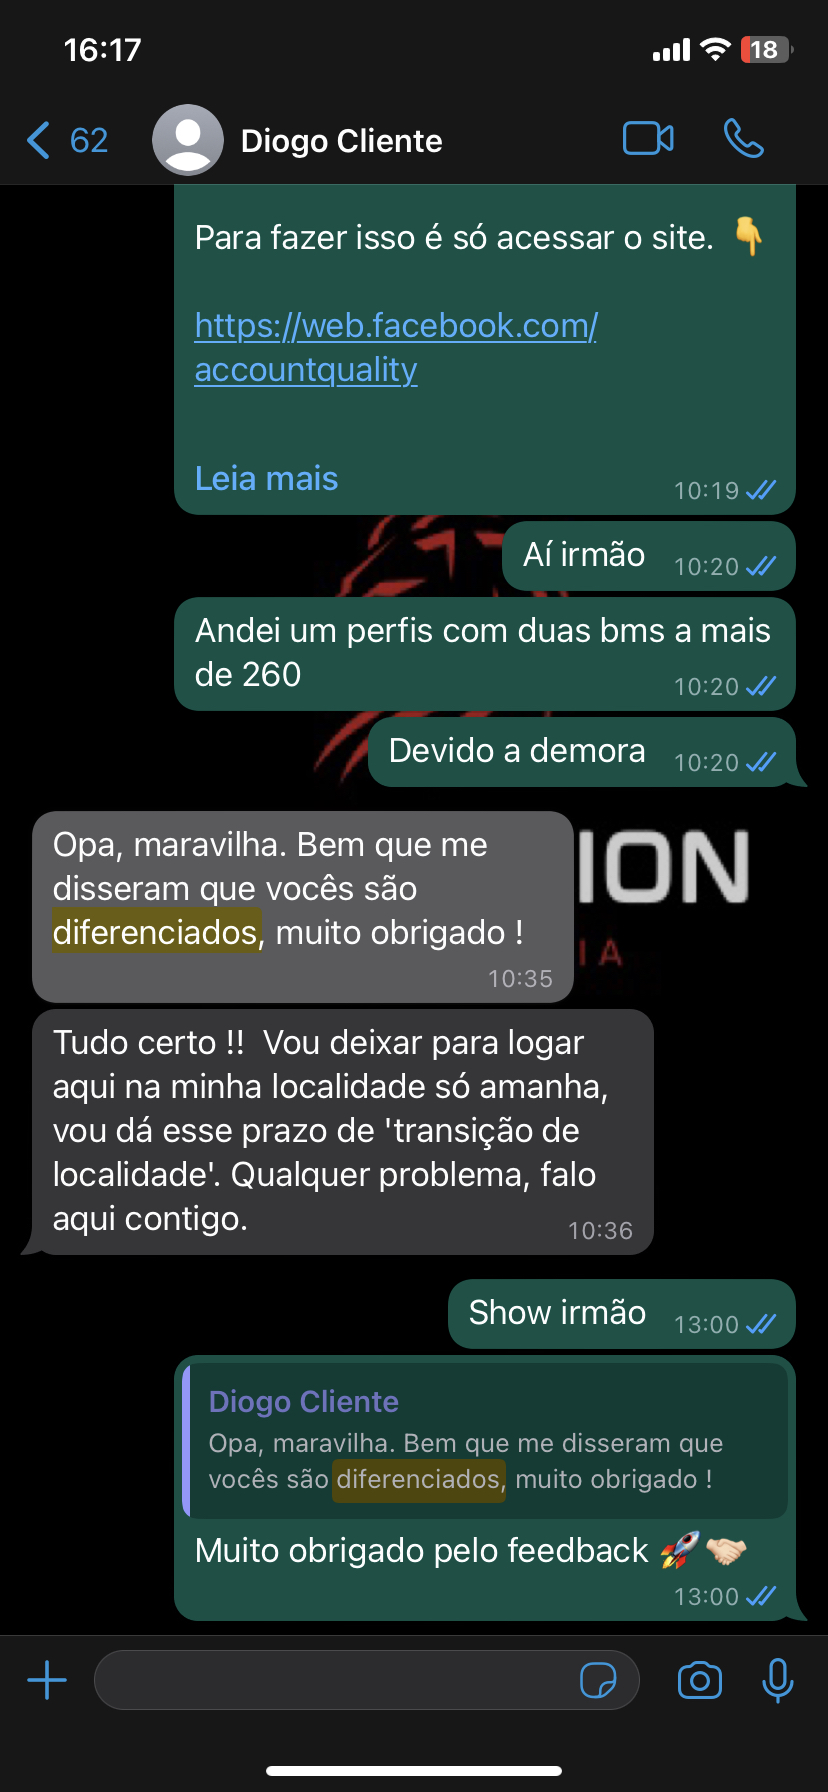 16:17
18
62
Diogo Cliente
Para fazer isso é só acessar o site. 👇
https://web.facebook.com/
accountquality
Leia mais
10:19
Aí irmão
10:20
Andei um perfis com duas bms a mais
de 260
10:20
Devido a demora
10:20
Opa, maravilha. Bem que me
disseram que vocês são
diferenciados, muito obrigado !
10:35
ION
IA
Tudo certo !!  Vou deixar para logar
aqui na minha localidade só amanha,
vou dá esse prazo de 'transição de
localidade'. Qualquer problema, falo
aqui contigo.
10:36
Show irmão
13:00
Diogo Cliente
Opa, maravilha. Bem que me disseram que
vocês são diferenciados, muito obrigado !
Muito obrigado pelo feedback 🚀🤝🏻
13:00